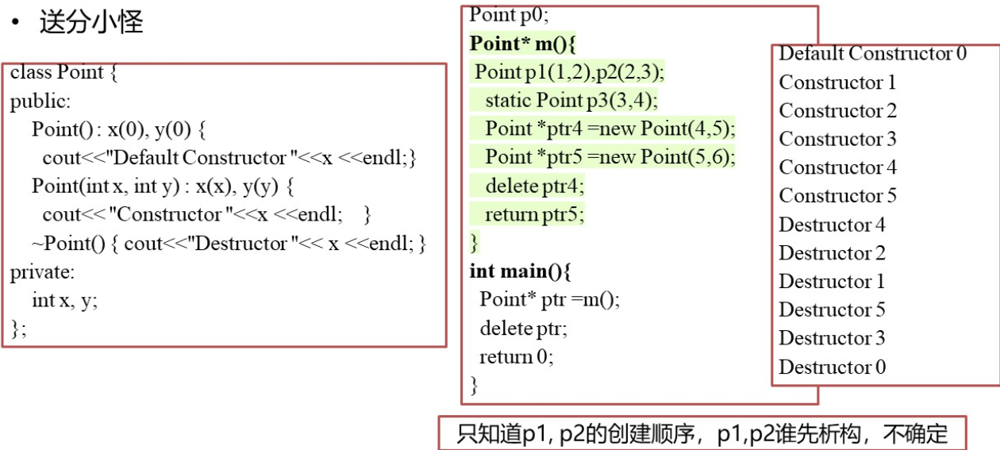 • 送分小怪
class Point {
public:
Point() : x(0), y(0) {
cout<<"Default Constructor "<<x <<endl;}
Point(int x, int y) : x(x), y(y) {
cout<< "Constructor "<<x <<endl; }
~Point() { cout<<"Destructor "<< x <<endl; }
private:
int x, y;
};
Point p0;
Point* m(){
Point p1(1,2),p2(2,3);
static Point p3(3,4);
Point *ptr4 =new Point(4,5);
Point *ptr5 =new Point(5,6);
delete ptr4;
return ptr5;
}
int main(){
Point* ptr =m();
delete ptr;
return 0;
}
Default Constructor 0
Constructor 1
Constructor 2
Constructor 3
Constructor 4
Constructor 5
Destructor 4
Destructor 2
Destructor 1
Destructor 5
Destructor 3
Destructor 0
只知道p1, p2的创建顺序，p1,p2谁先析构，不确定